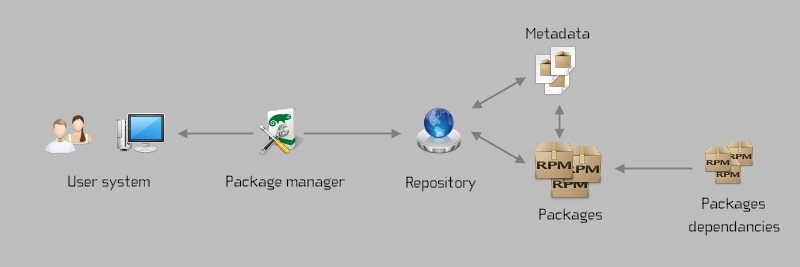 Metadata
User system
Package manager
Repository
RPM
RPM
RPM
Packages
RPM
RPM
RPM
Packages
dependancies